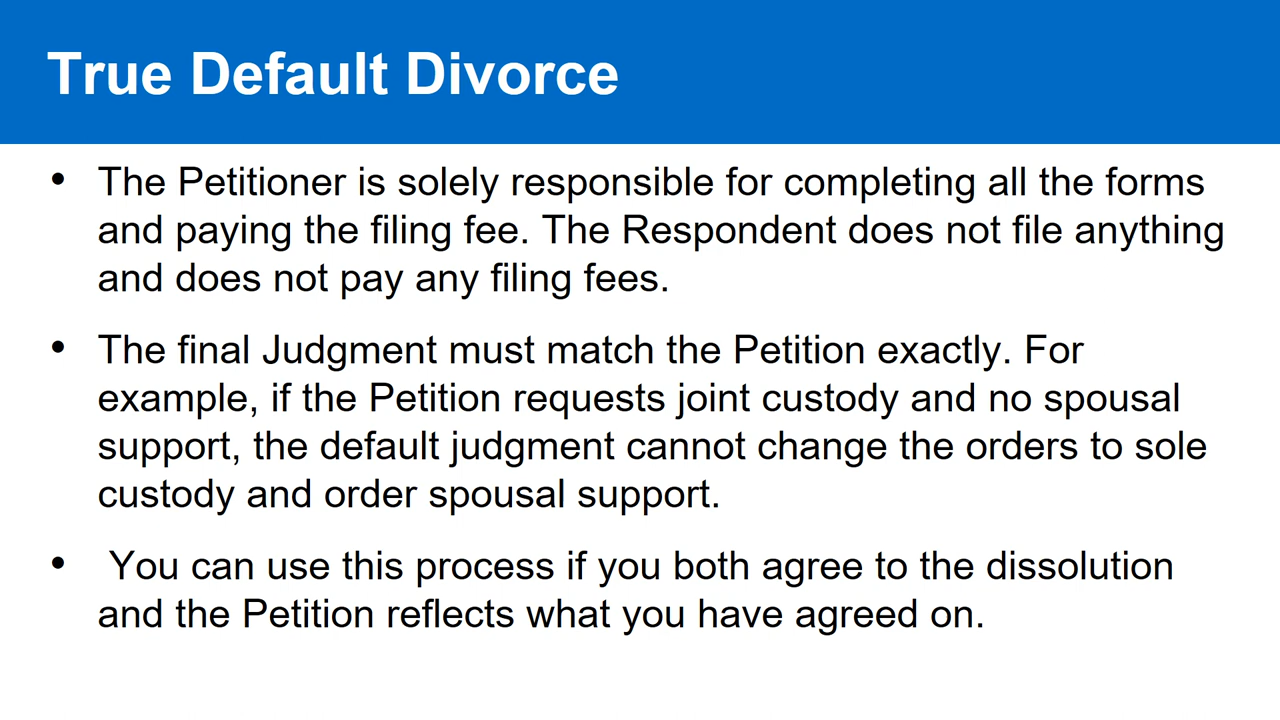 True Default Divorce
• The Petitioner is solely responsible for completing all the forms
and paying the filing fee. The Respondent does not file anything
and does not pay any filing fees.
• The final Judgment must match the Petition exactly. For
example, if the Petition requests joint custody and no spousal
support, the default judgment cannot change the orders to sole
custody and order spousal support.
• You can use this process if you both agree to the dissolution
and the Petition reflects what you have agreed on.